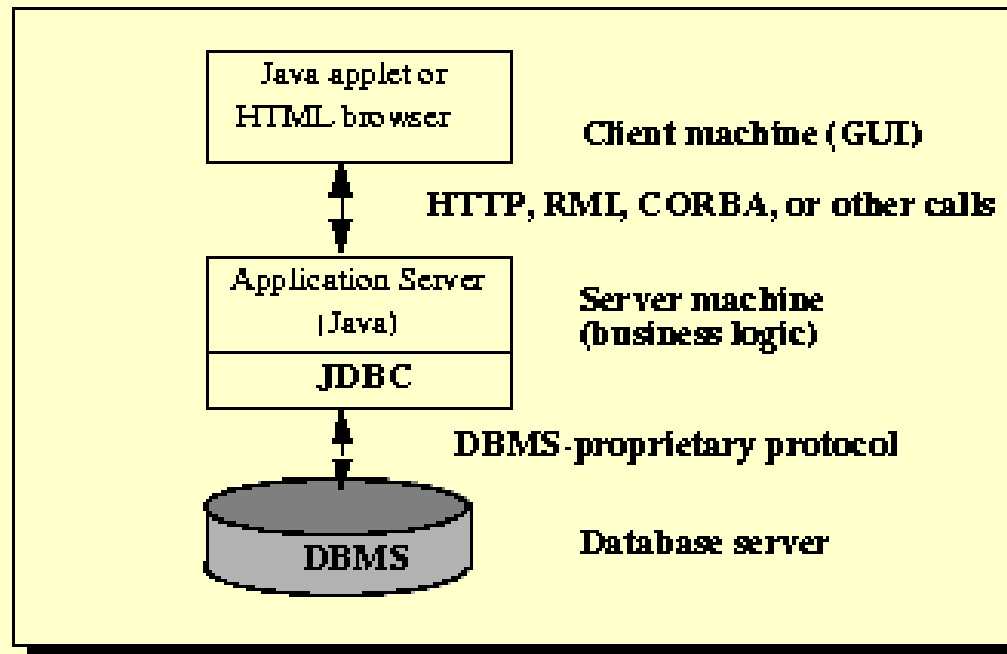 Java applet or
HTML browser
Client machine (GUI)
HTTP, RMI, CORBA, or other calls
Application Server
(Java)
JDBC
Server machine
(business logic)
DBMS-proprietary protocol
DBMS
Database server